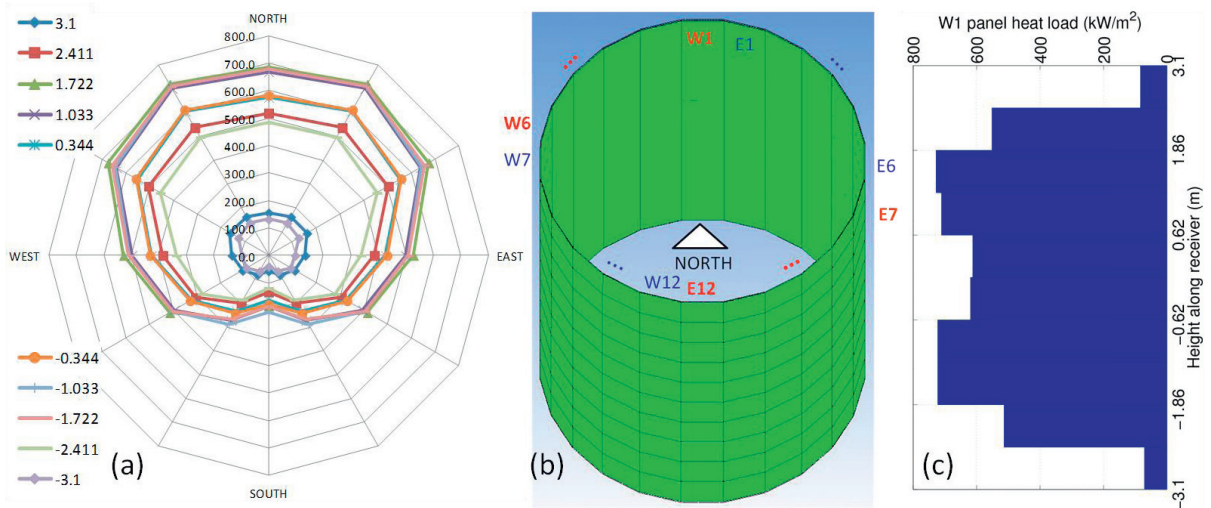 3.1
2.411
1.722
1.033
0.344
NORTH
800.0
700.0
600.0
500.0
400.0
300.0
200.0
100.0
0.0
WEST
EAST
SOUTH
-0.344
-1.033
-1.722
-2.411
-3.1
(a)
(b)
W1
E1
W6
W7
E6
E7
NORTH
W12
E12
(c)
W1 panel heat load (kW/m²)
800
600
400
200
0
3.1
1.86
0.62
-0.62
-1.86
-3.1
Height along receiver (m)